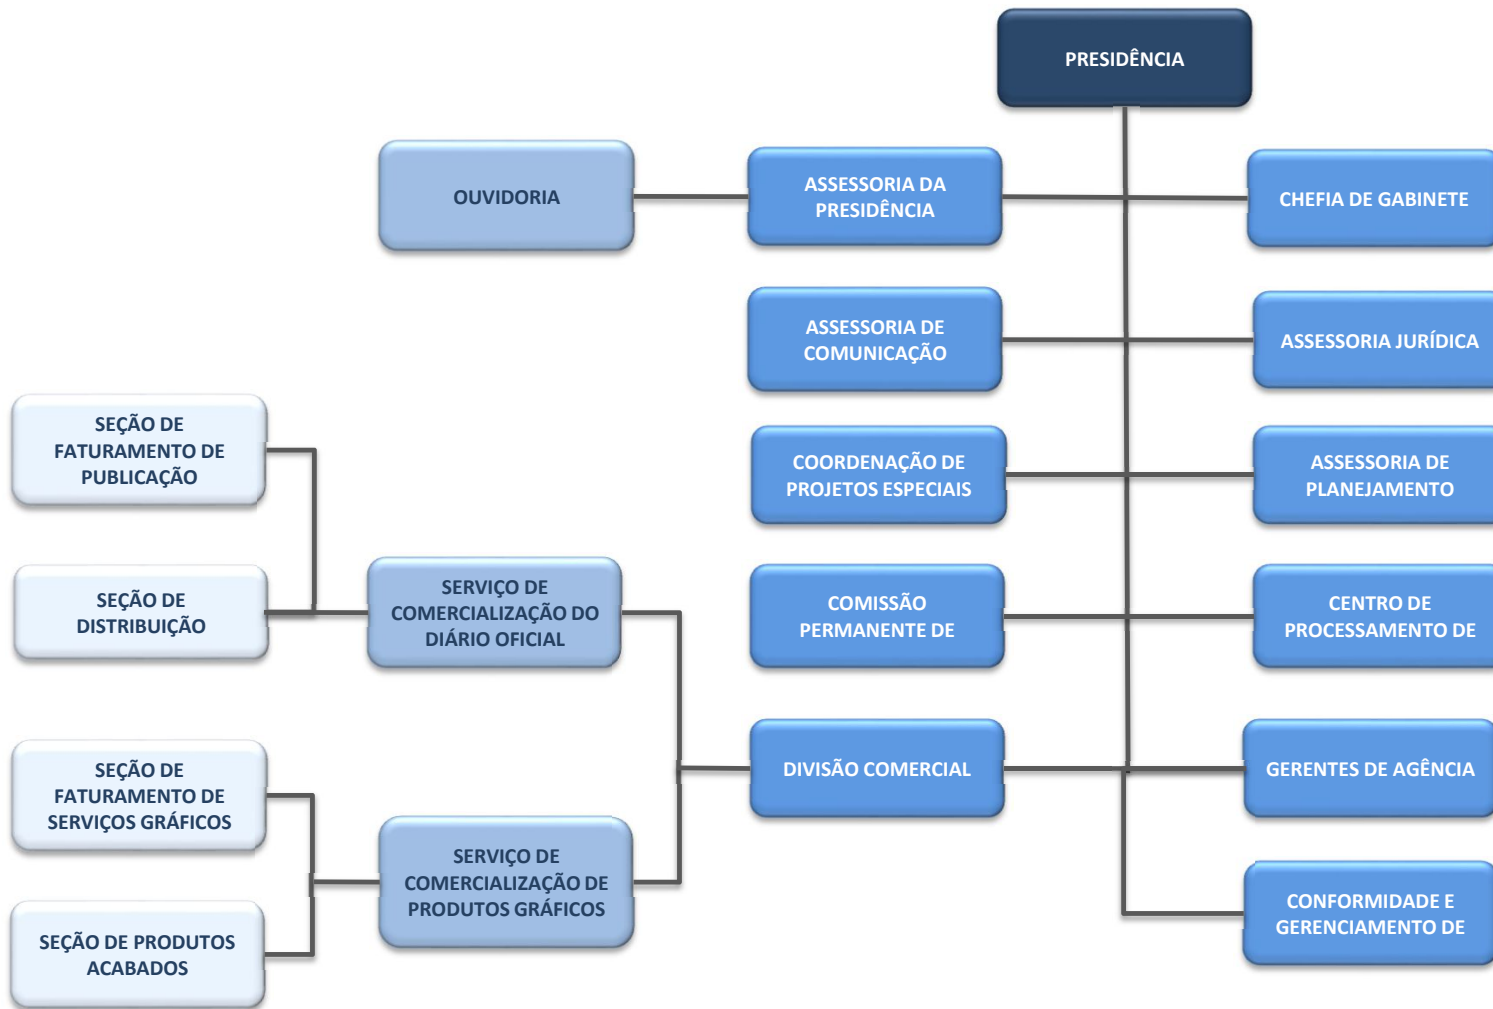 PRESIDÊNCIA
OUVIDORIA
ASSESSORIA DA
PRESIDÊNCIA
CHEFIA DE GABINETE
ASSESSORIA DE
COMUNICAÇÃO
ASSESSORIA JURÍDICA
SEÇÃO DE
FATURAMENTO DE
PUBLICAÇÃO
COORDENAÇÃO DE
PROJETOS ESPECIAIS
ASSESSORIA DE
PLANEJAMENTO
SEÇÃO DE
DISTRIBUIÇÃO
SERVIÇO DE
COMERCIALIZAÇÃO DO
DIÁRIO OFICIAL
COMISSÃO
PERMANENTE DE
CENTRO DE
PROCESSAMENTO DE
SEÇÃO DE
FATURAMENTO DE
SERVIÇOS GRÁFICOS
DIVISÃO COMERCIAL
GERENTES DE AGÊNCIA
SERVIÇO DE
COMERCIALIZAÇÃO DE
PRODUTOS GRÁFICOS
SEÇÃO DE PRODUTOS
ACABADOS
CONFORMIDADE E
GERENCIAMENTO DE